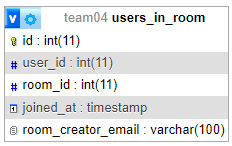 v team04 users_in_room
id : int(11)
# user_id : int(11)
# room_id : int(11)
joined_at : timestamp
room_creator_email : varchar(100)